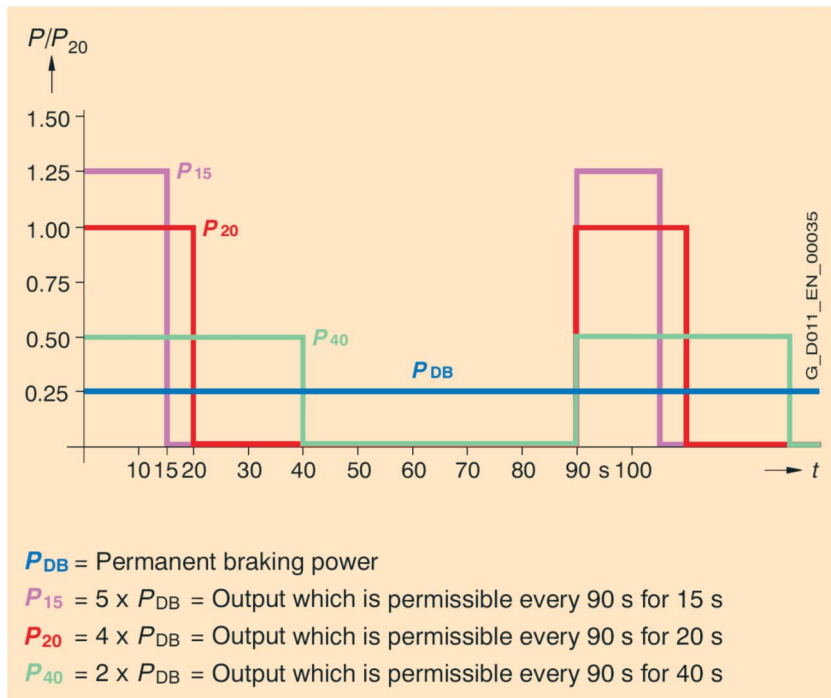 P/P20
1.50
1.25
P15
1.00
P20
0.75
0.50
P40
PDB
0.25
10 15 20 30 40 50 60 70 80 90 s 100 t
G_D011_EN_00035
PDB = Permanent braking power
P15 = 5 x PDB = Output which is permissible every 90 s for 15 s
P20 = 4 x PDB = Output which is permissible every 90 s for 20 s
P40 = 2 x PDB = Output which is permissible every 90 s for 40 s